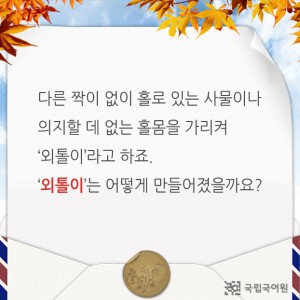 다른 짝이 없이 홀로 있는 사물이나
의지할 데 없는 홀몸을 가리켜
‘외톨이’라고 하죠.
‘외톨이’는 어떻게 만들어졌을까요?
국립국어원